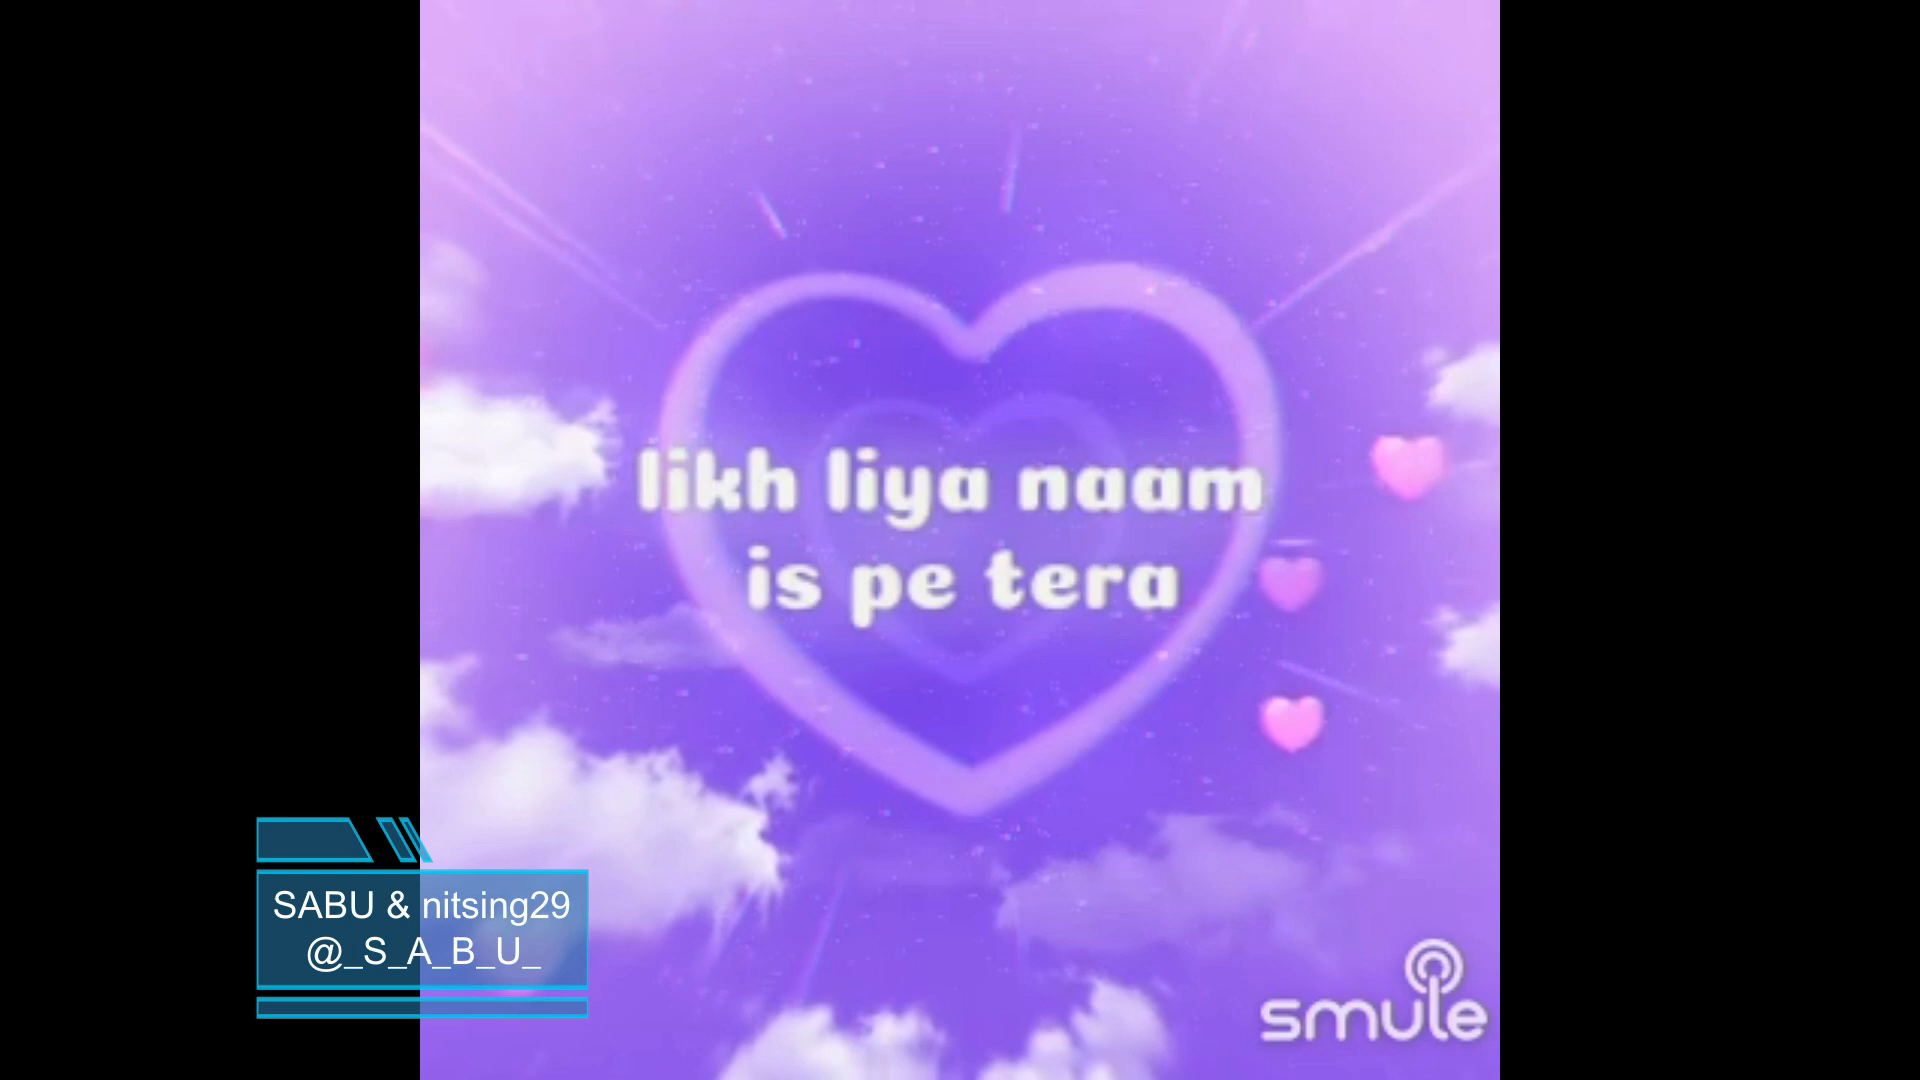 likh liya naam
is pe tera
SABU & nitsing29
@_S_A_B_U_
smule